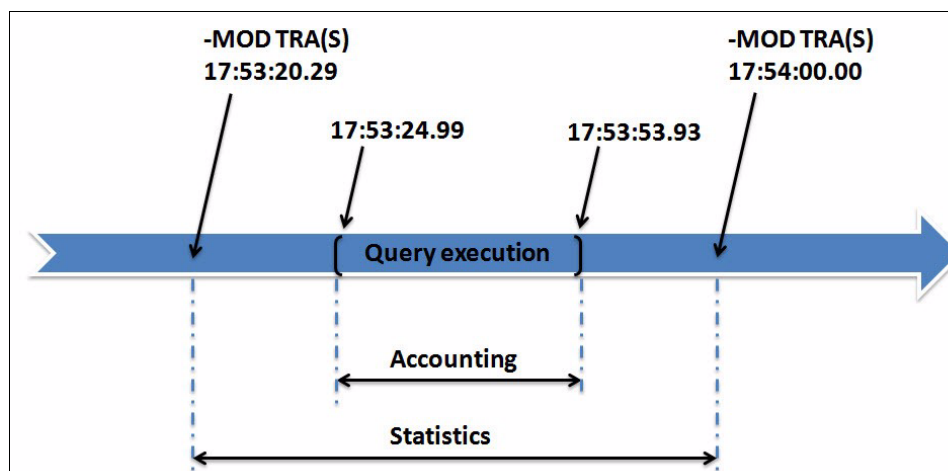 -MOD TRA(S)
17:53:20.29
-MOD TRA(S)
17:54:00.00
17:53:24.99
17:53:53.93
Query execution
Accounting
Statistics